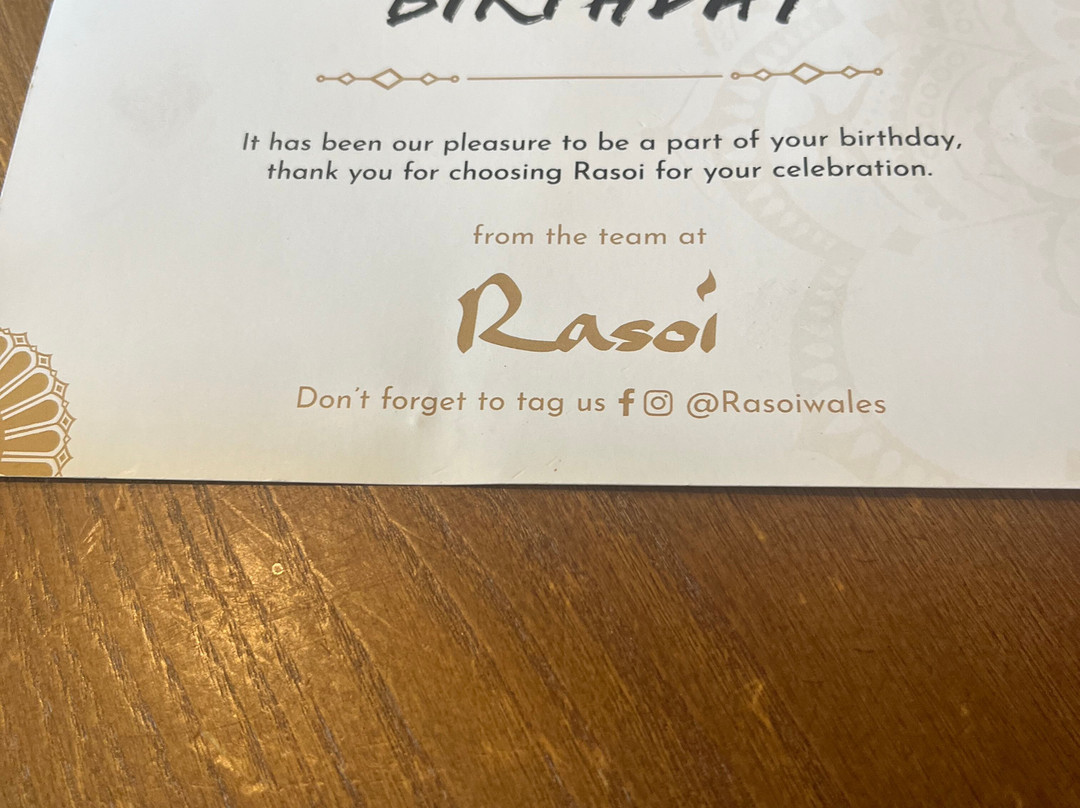 BIRTHDAY
It has been our pleasure to be a part of your birthday,
thank you for choosing Rasoi for your celebration.
from the team at
Rasoi
Don't forget to tag us @Rasoiwales